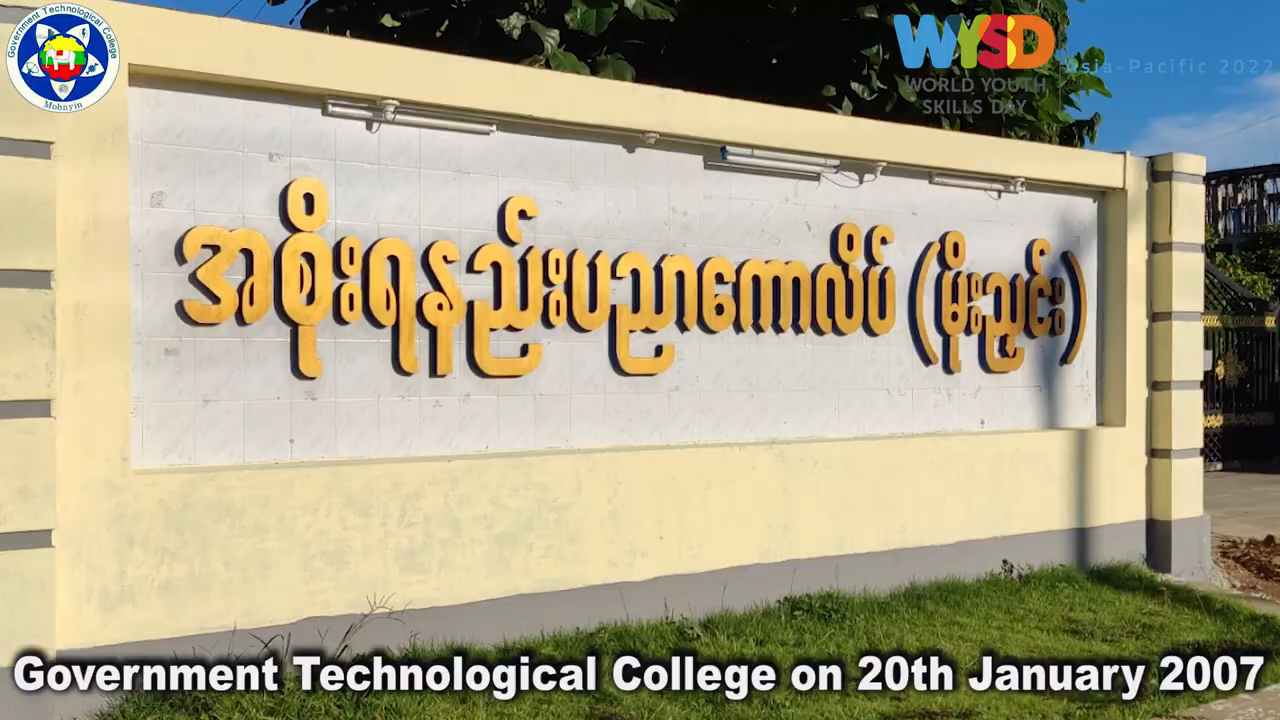 Government Technological College
Mohnyin
WYSD
Asia-Pacific 2022
WORLD YOUTH
SKILLS DAY
အစိုးရနည်းပညာကောလိပ် (မိုးညှင်း)
Government Technological College on 20th January 2007